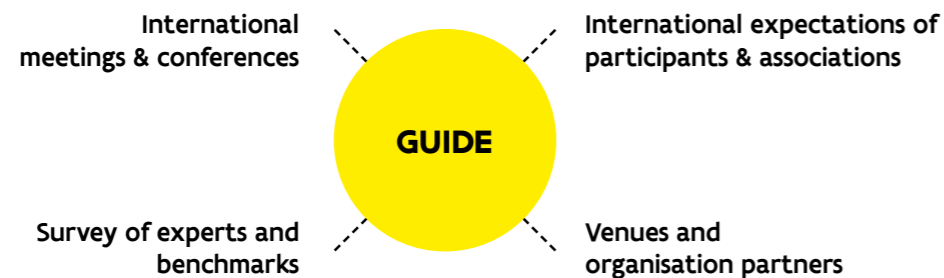 International
meetings & conferences
International expectations of
participants & associations
GUIDE
Survey of experts and
benchmarks
Venues and
organisation partners